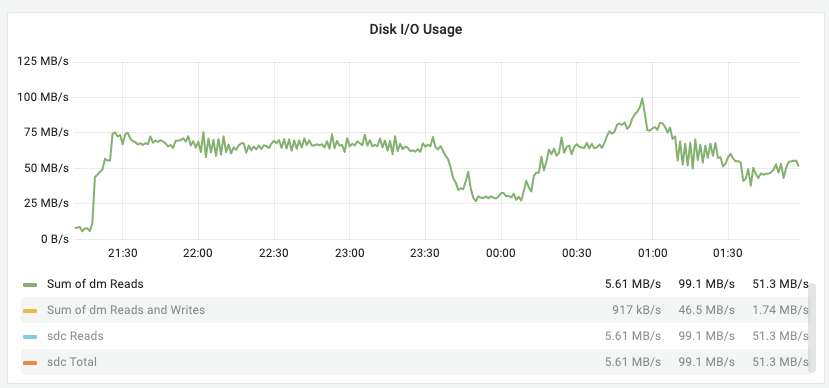 Disk I/O Usage
125 MB/s
100 MB/s
75 MB/s
50 MB/s
25 MB/s
0 B/s
21:30 22:00 22:30 23:00 23:30 00:00 00:30 01:00 01:30
Sum of dm Reads 5.61 MB/s 99.1 MB/s 51.3 MB/s
Sum of dm Reads and Writes 917 kB/s 46.5 MB/s 1.74 MB/s
sdc Reads 5.61 MB/s 99.1 MB/s 51.3 MB/s
sdc Total 5.61 MB/s 99.1 MB/s 51.3 MB/s